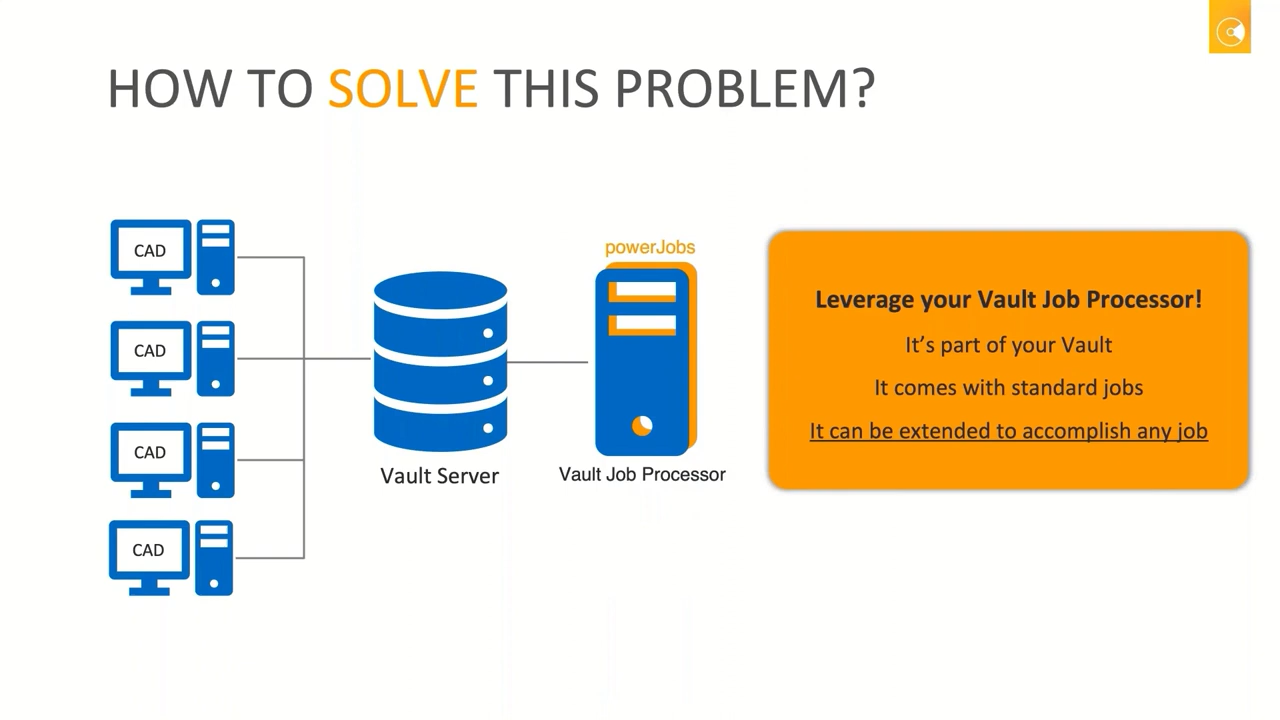 HOW TO SOLVE THIS PROBLEM?
CAD
CAD
CAD
CAD
Vault Server
powerJobs
Vault Job Processor
Leverage your Vault Job Processor!
It’s part of your Vault
It comes with standard jobs
It can be extended to accomplish any job